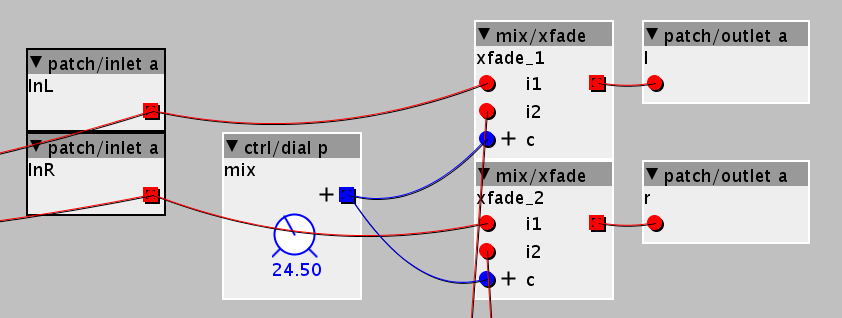 ▼ patch/inlet a
InL
▼ patch/inlet a
InR
▼ ctrl/dial p
mix
+
24.50
▼ mix/xfade
xfade_1
i1
i2
+ c
▼ mix/xfade
xfade_2
i1
i2
+ c
▼ patch/outlet a
l
▼ patch/outlet a
r